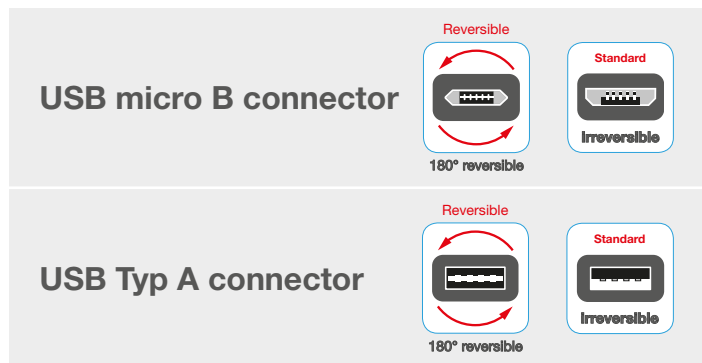 Reversible
USB micro B connector
Standard
Irreversible
180° reversible
Reversible
USB Typ A connector
Standard
Irreversible
180° reversible